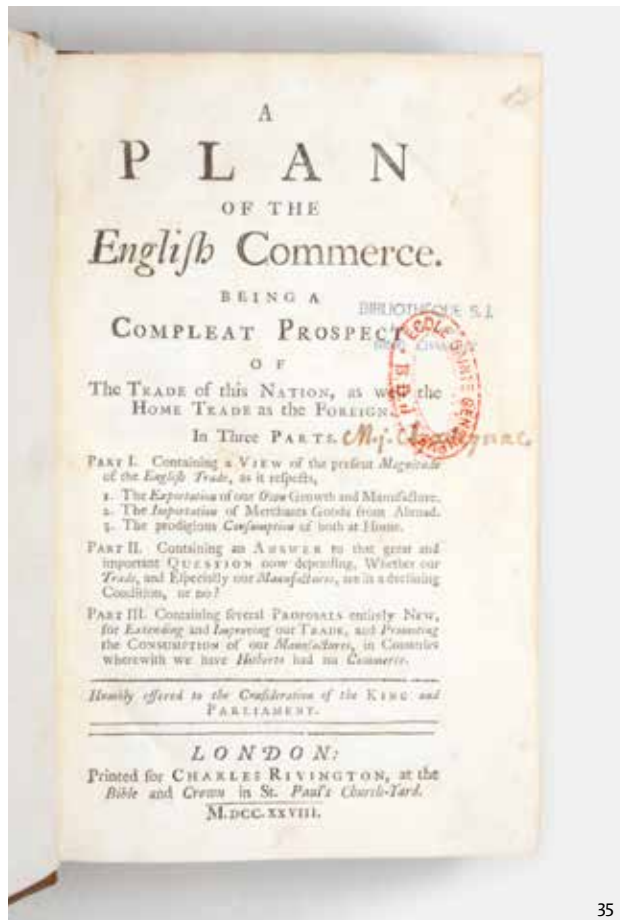 A
PLAN
OF THE
Engliſh Commerce.
BEING A
COMPLEAT PROSPECT
BIBLIOTHEQUE S. J.
OF
The TRADE of this NATION, as well the
HOME TRADE as the FOREIGN.
ECOLE SAINTE GENEVIEVE
In Three PARTS.
PART I. Containing a VIEW of the preſent Magnitude
of the Engliſh Trade, as it reſpects,
1. The Exportation of our Own Growth and Manufacture.
2. The Importation of Merchants Goods from Abroad.
3. The prodigious Conſumption of both at Home.
PART II. Containing an ANSWER to that great and
important QUESTION now depending, Whether our
Trade, and Eſpecially our Manufactures, are in a declining
Condition, or no?
PART III. Containing ſeveral PROPOSALS entirely NEW,
for Extending and Improving our TRADE, and Promoting
the CONSUMPTION of our Manufactures, in Countries
wherewith we have Hitherto had no Commerce.
Humbly offered to the Conſideration of the KING and
PARLIAMENT.
LONDON:
Printed for CHARLES RIVINGTON, at the
Bible and Crown in St. Paul's Church-Yard.
M.DCC.XXVIII.
35